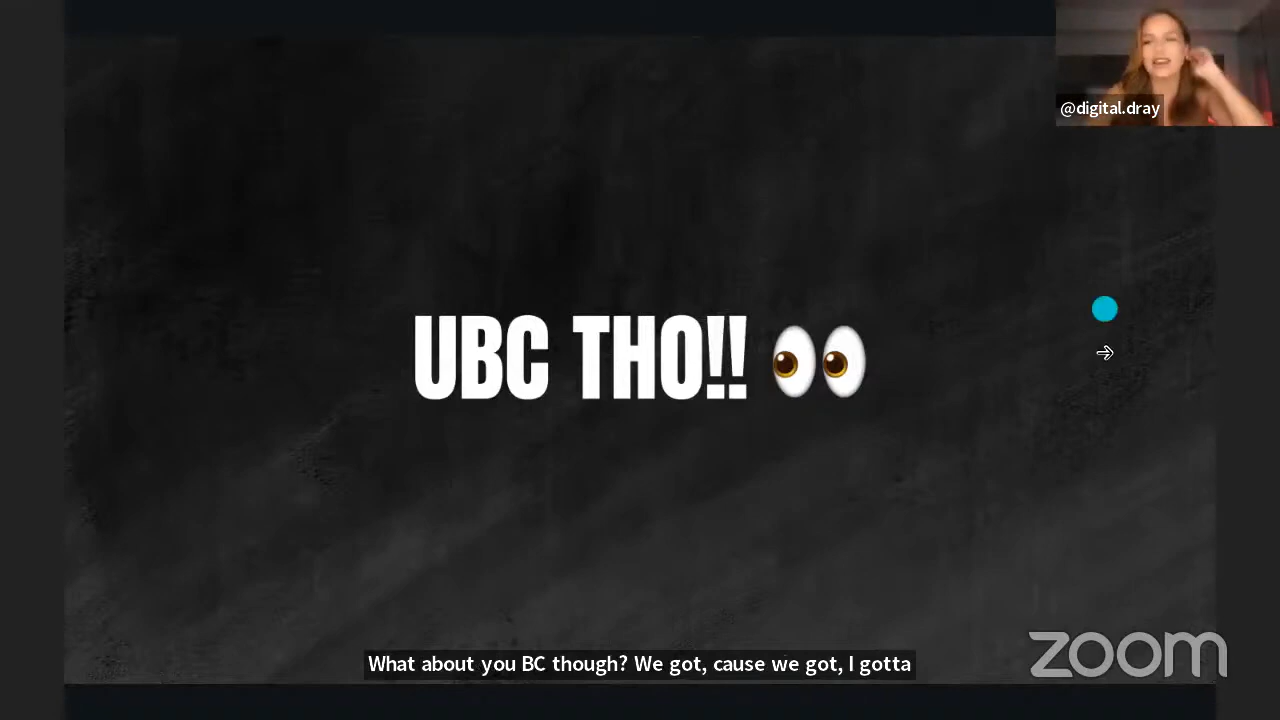 @digital.dray
UBC THO!! 👀
What about you BC though? We got, cause we got, I gotta
zoom